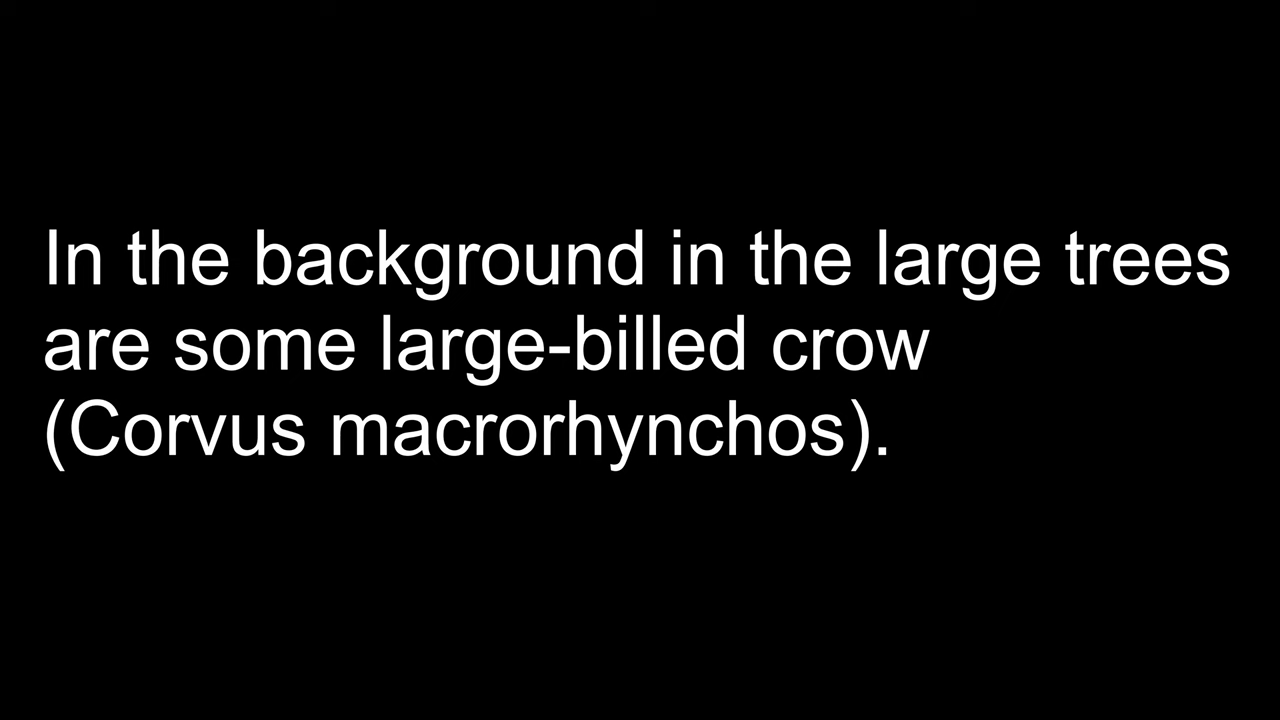 In the background in the large trees
are some large-billed crow
(Corvus macrorhynchos).